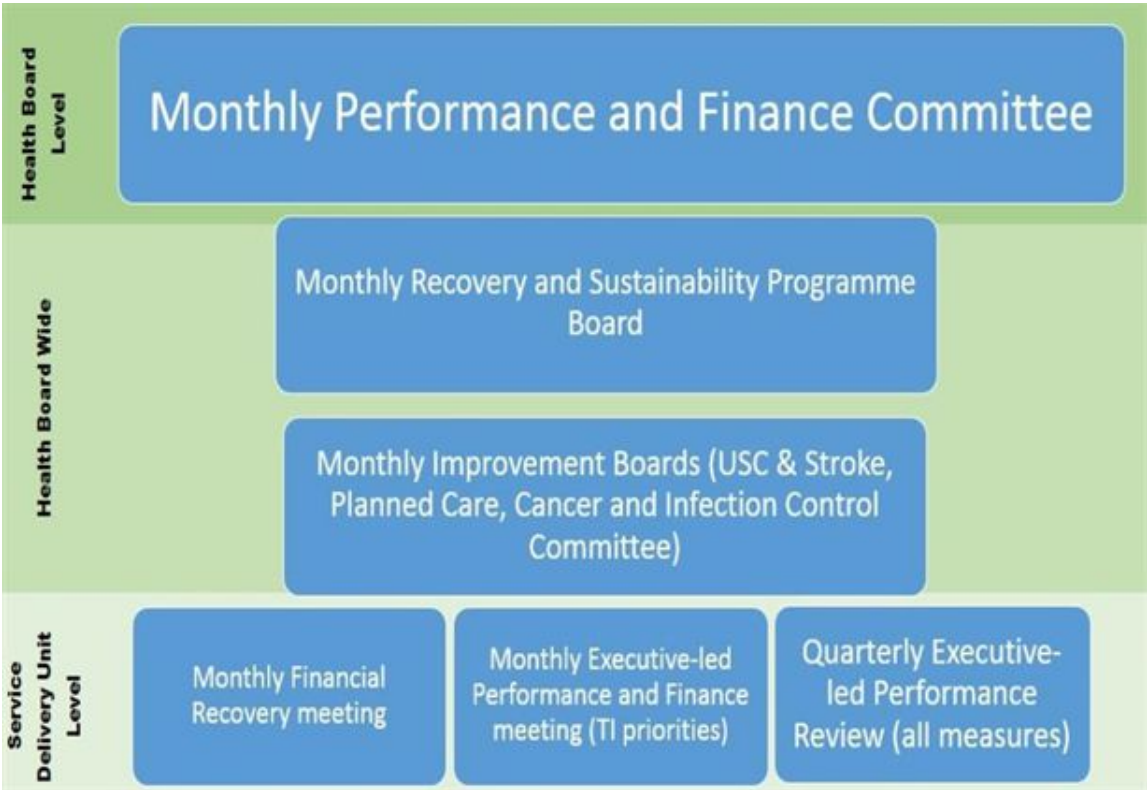 Health Board
Level
Monthly Performance and Finance Committee
Health Board Wide
Monthly Recovery and Sustainability Programme
Board
Monthly Improvement Boards (USC & Stroke,
Planned Care, Cancer and Infection Control
Committee)
Service
Delivery Unit
Level
Monthly Financial
Recovery meeting
Monthly Executive-led
Performance and Finance
meeting (TI priorities)
Quarterly Executive-
led Performance
Review (all measures)